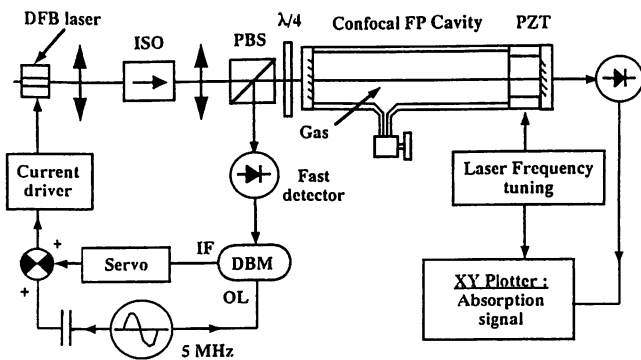 DFB laser
ISO
PBS
λ/4
Confocal FP Cavity
PZT
Gas
Current
driver
Fast
detector
Laser Frequency
tuning
+
+
Servo
IF
DBM
OL
XY Plotter :
Absorption
signal
5 MHz